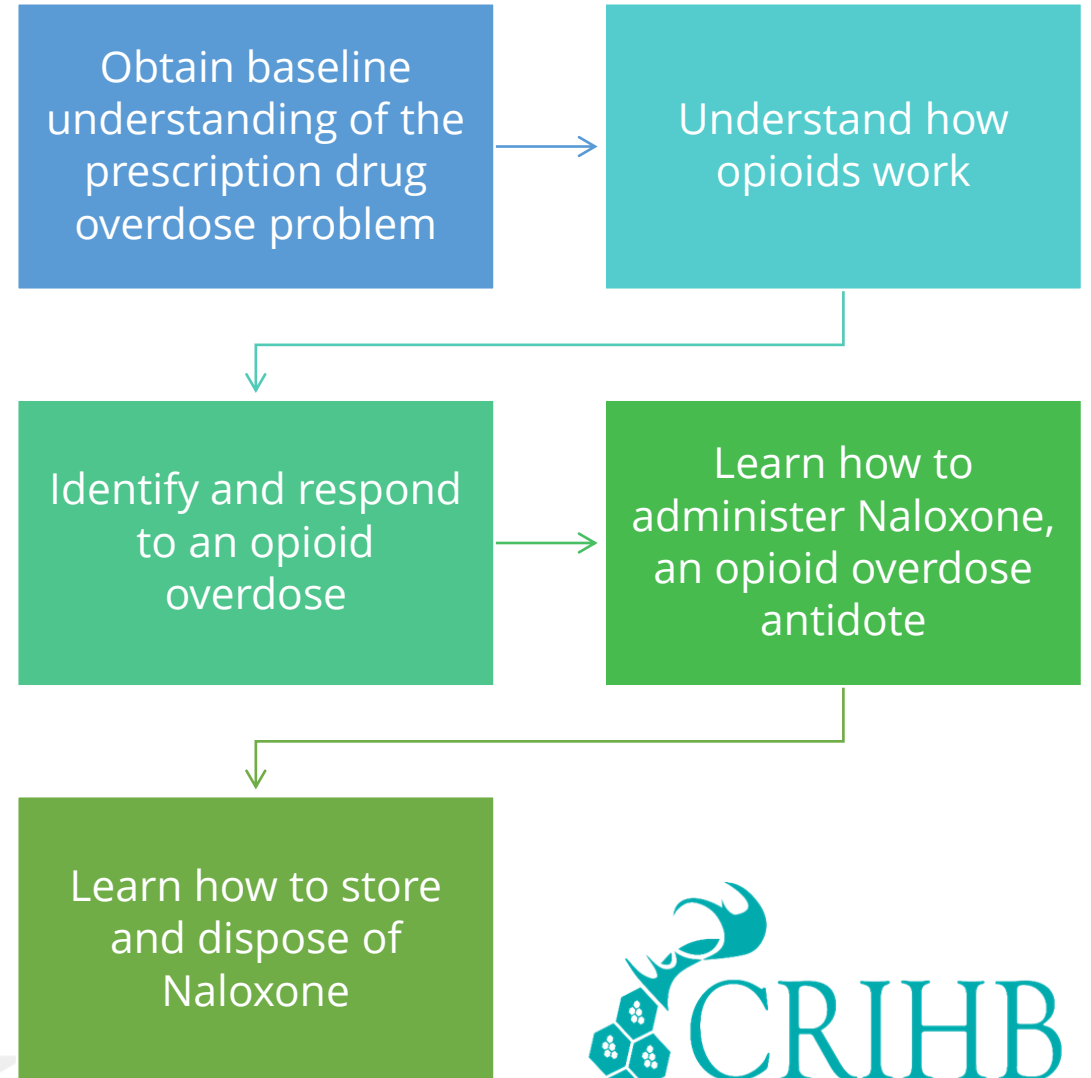 Obtain baseline
understanding of the
prescription drug
overdose problem
Understand how
opioids work
Identify and respond
to an opioid
overdose
Learn how to
administer Naloxone,
an opioid overdose
antidote
Learn how to store
and dispose of
Naloxone
CRIHB